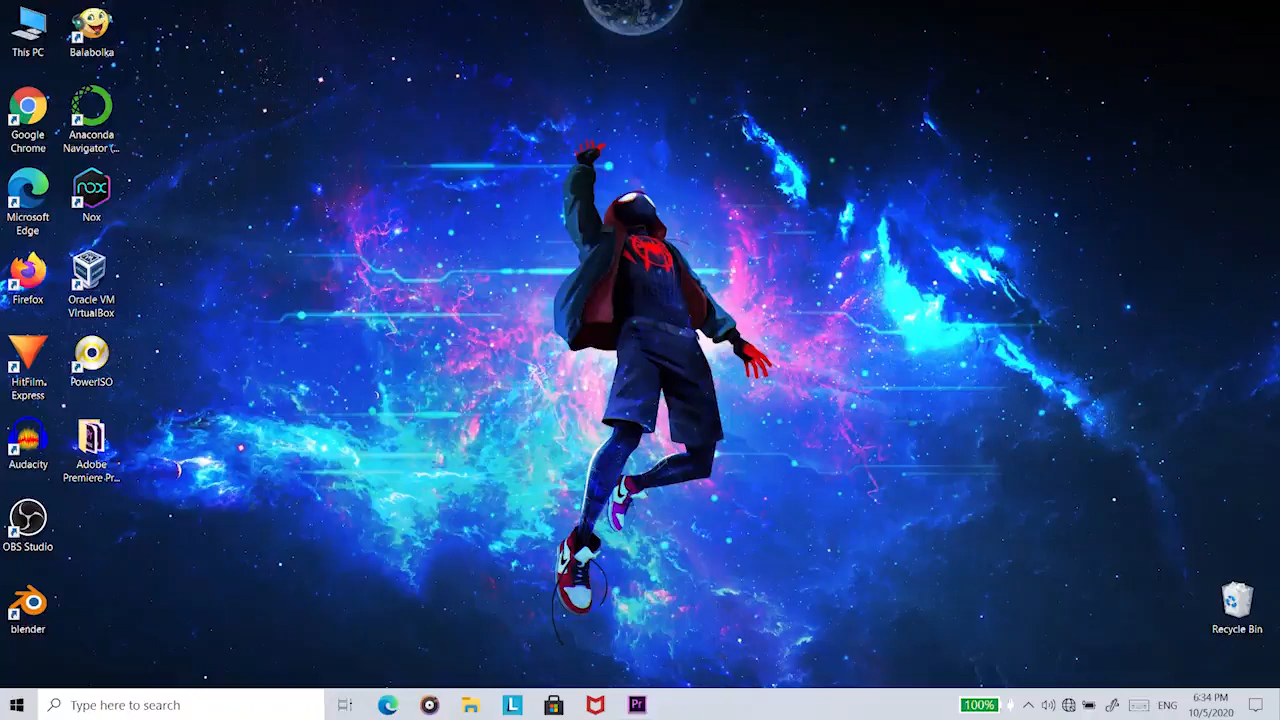 This PC
Balabolka
Google
Chrome
Anaconda
Navigator (...
Microsoft
Edge
nox
Nox
Firefox
Oracle VM
VirtualBox
HitFilm
Express
PowerISO
Audacity
Adobe
Premiere Pr...
OBS Studio
blender
Recycle Bin
Type here to search
L
Pr
100%
ENG
6:34 PM
10/5/2020